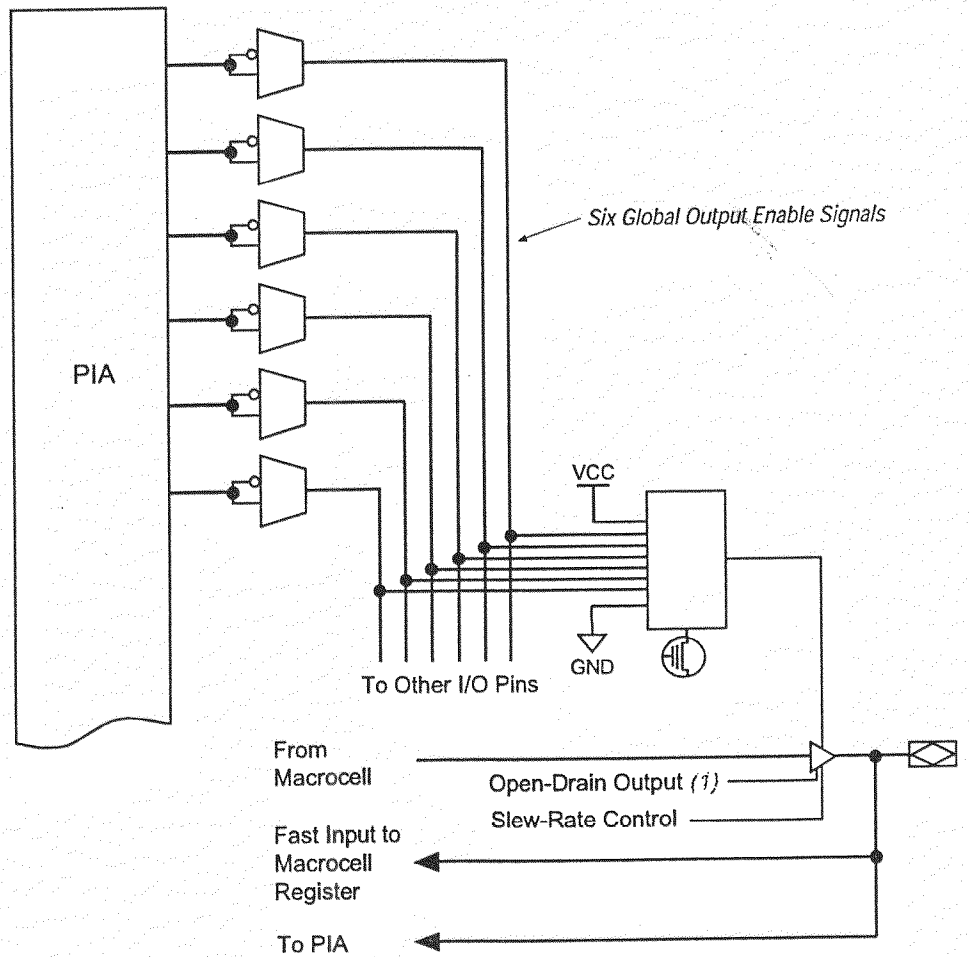 Six Global Output Enable Signals
PIA
VCC
GND
To Other I/O Pins
From
Macrocell
Open-Drain Output (1)
Slew-Rate Control
Fast Input to
Macrocell
Register
To PIA